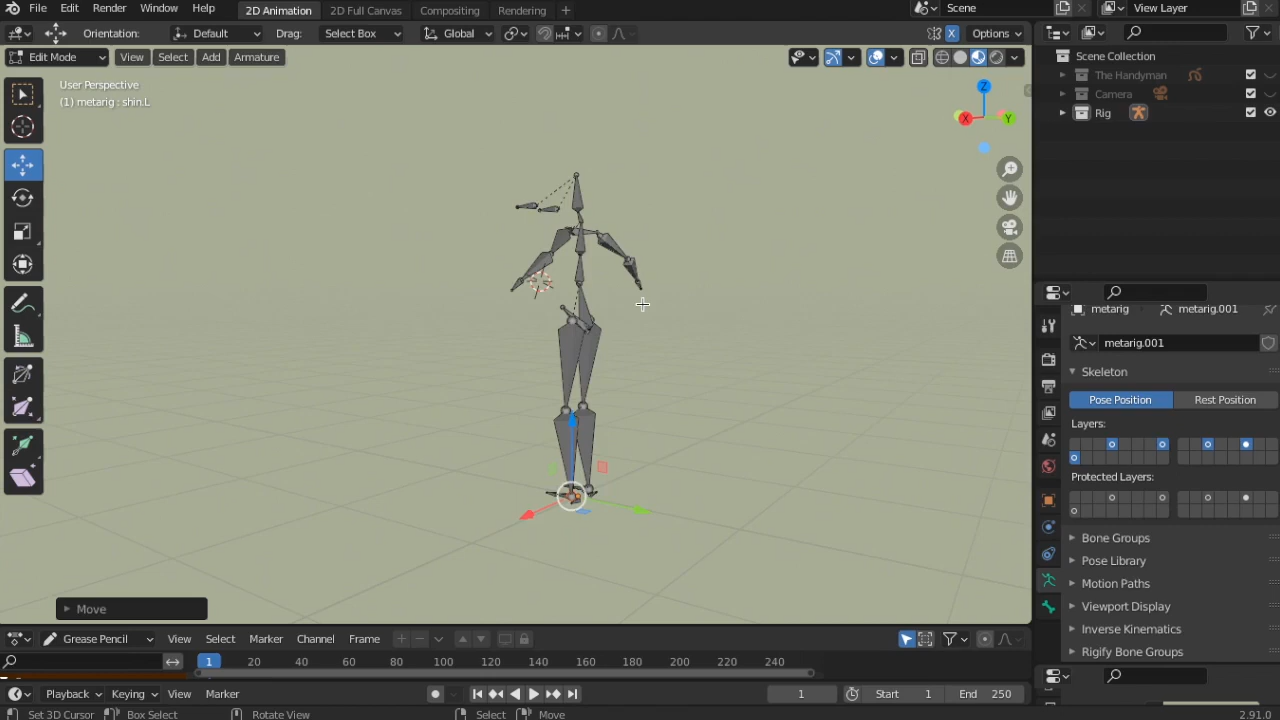 File Edit Render Window Help 2D Animation 2D Full Canvas Compositing Rendering + Scene View Layer
Orientation: Default Drag: Select Box Global X Options
Edit Mode View Select Add Armature
User Perspective
(1) metarig : shin.L
Z
X
Y
Scene Collection
The Handyman
Camera
Rig
metarig metarig.001
metarig.001
Skeleton
Pose Position Rest Position
Layers:
Protected Layers:
Bone Groups
Pose Library
Motion Paths
Viewport Display
Inverse Kinematics
Rigify Bone Groups
Move
Grease Pencil View Select Marker Channel Frame
1 20 40 60 80 100 120 140 160 180 200 220 240
Playback Keying View Marker 1 Start 1 End 250
Set 3D Cursor Box Select Rotate View Select Move 2.91.0